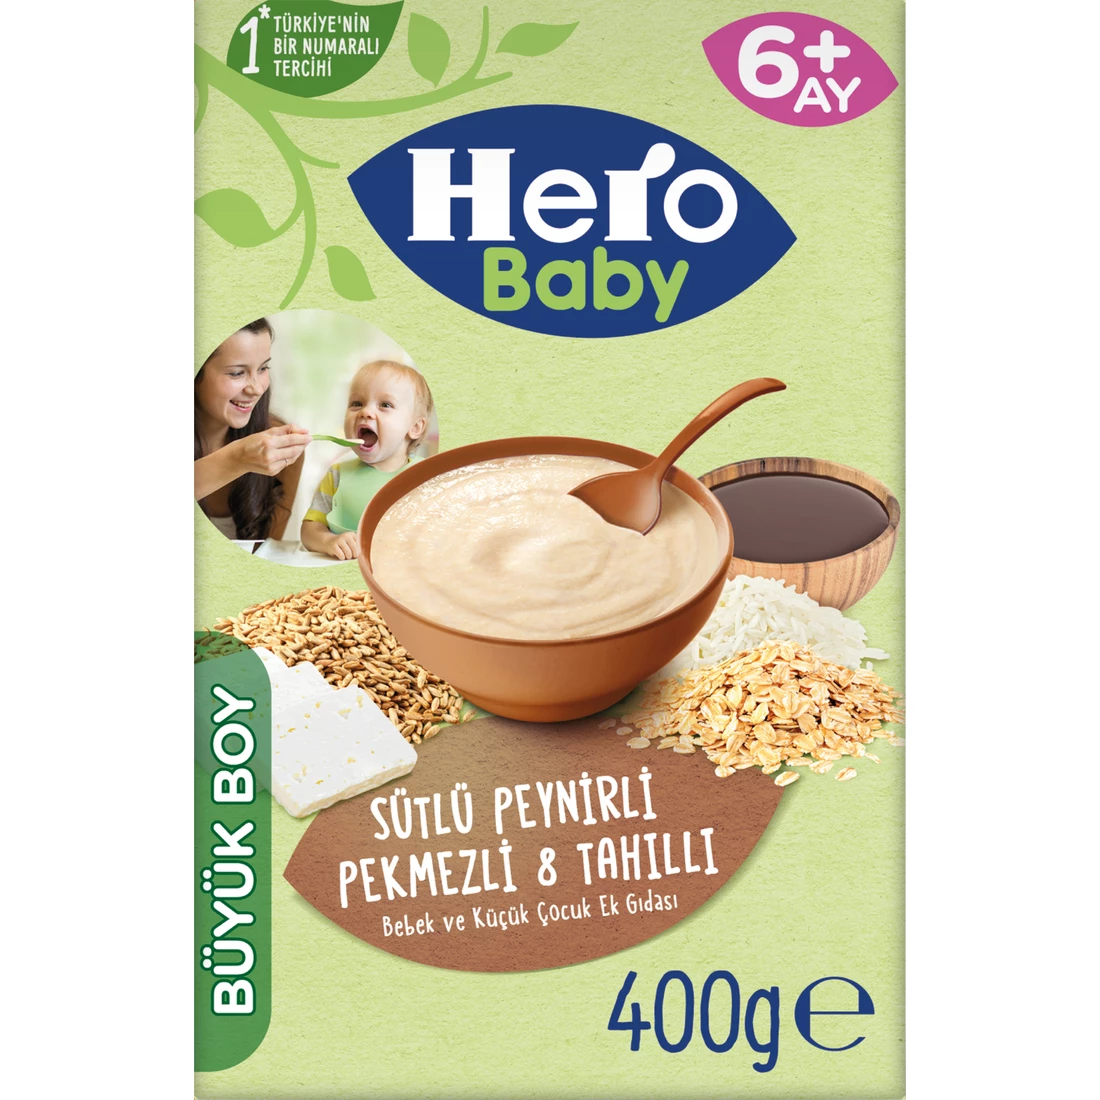 1* TÜRKİYE'NİN
BİR NUMARALI
TERCİHİ
6+
AY
Hero
Baby
BÜYÜK BOY
SÜTLÜ PEYNİRLİ
PEKMEZLİ & TAHILLI
Bebek ve Küçük Çocuk Ek Gıdası
400g e